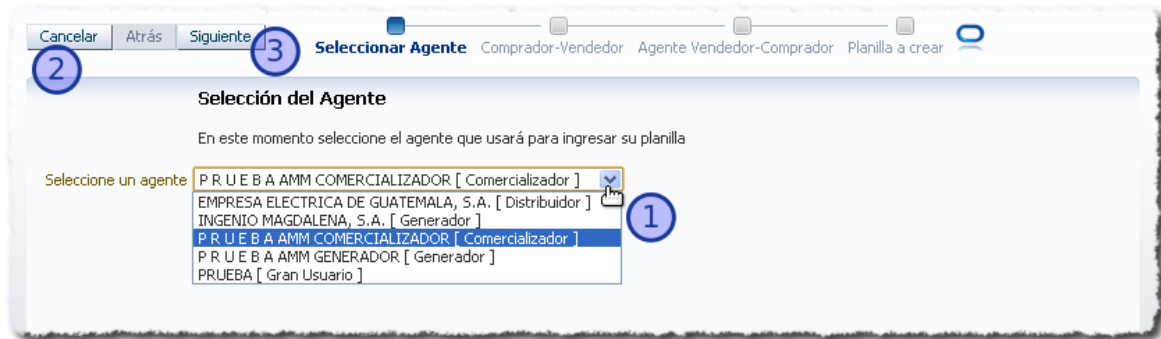 Cancelar Atrás Siguiente
2
3
Seleccionar Agente Comprador-Vendedor Agente Vendedor-Comprador Planilla a crear
Selección del Agente
En este momento seleccione el agente que usará para ingresar su planilla
Seleccione un agente P R U E B A AMM COMERCIALIZADOR [ Comercializador ]
EMPRESA ELECTRICA DE GUATEMALA, S.A. [ Distribuidor ]
INGENIO MAGDALENA, S.A. [ Generador ]
P R U E B A AMM COMERCIALIZADOR [ Comercializador ]
P R U E B A AMM GENERADOR [ Generador ]
PRUEBA [ Gran Usuario ]
1